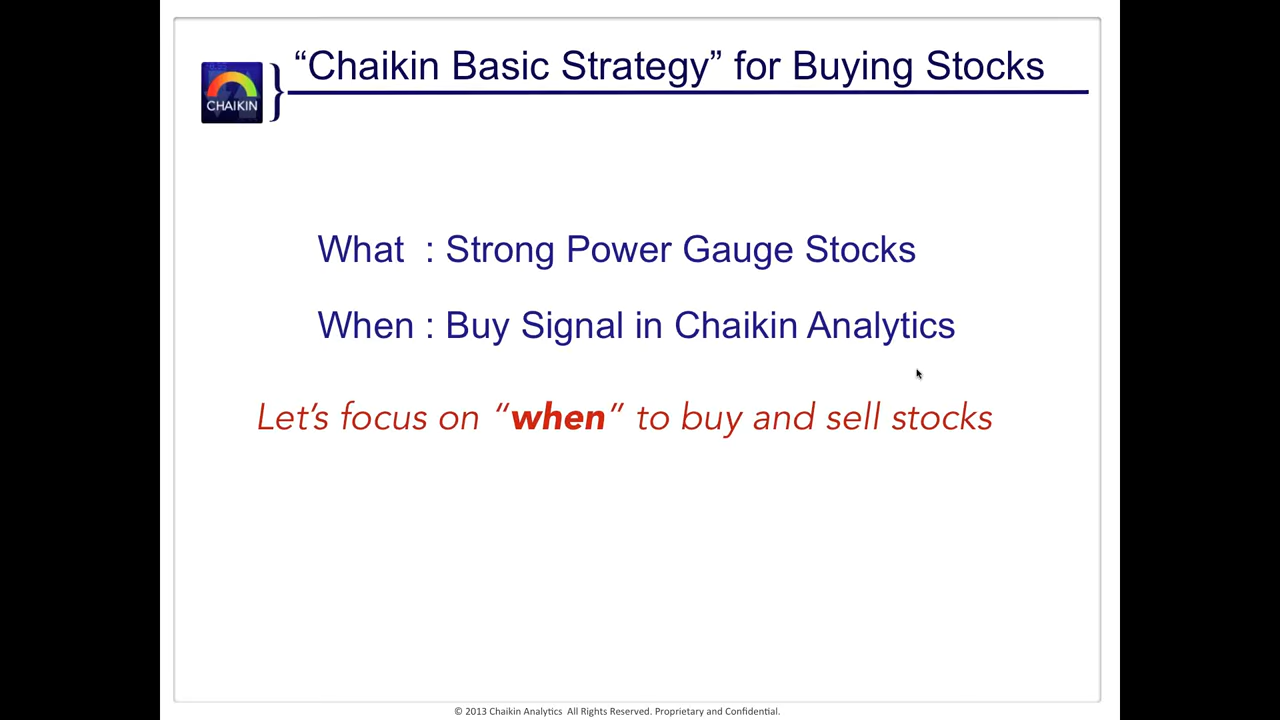 “Chaikin Basic Strategy” for Buying Stocks
CHAIKIN
What : Strong Power Gauge Stocks
When : Buy Signal in Chaikin Analytics
Let’s focus on “when” to buy and sell stocks
© 2013 Chaikin Analytics All Rights Reserved. Proprietary and Confidential.